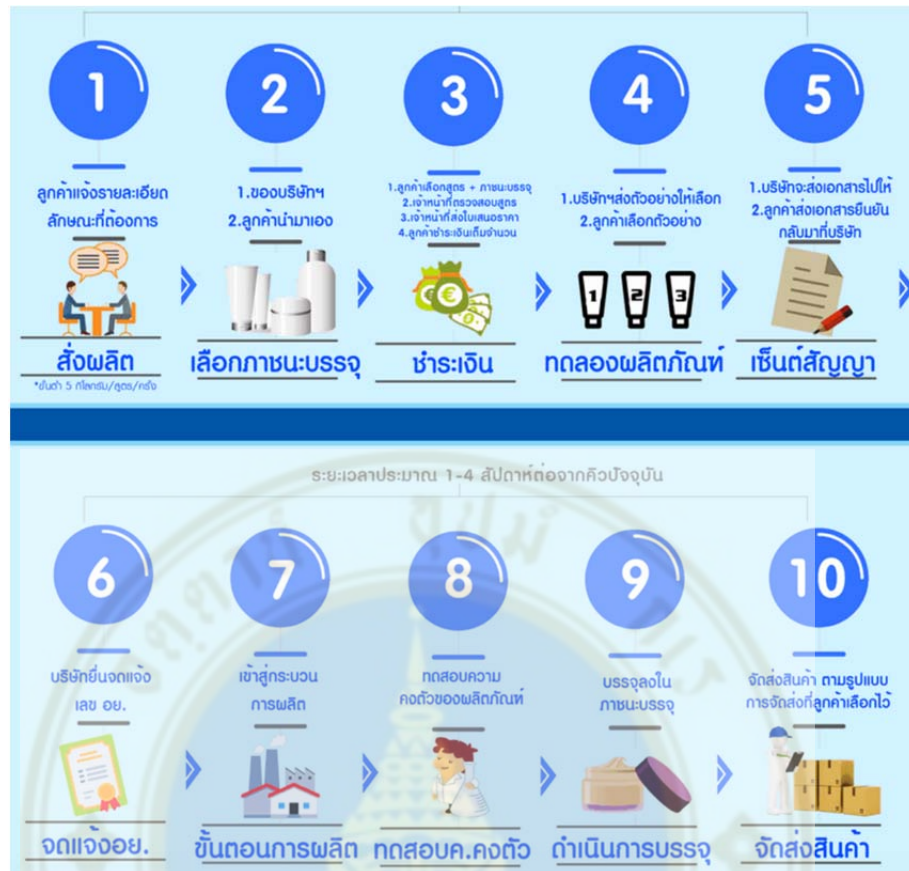 1
2
3
4
5
ลูกค้าแจ้งรายละเอียด
ลักษณะที่ต้องการ
1.ของบริษัทฯ
2.ลูกค้านำมาเอง
1.ลูกค้าเลือกสูตร + ภาชนะบรรจุ
2.เจ้าหน้าที่ตรวจสอบสูตร
3.เจ้าหน้าที่ส่งใบเสนอราคา
4.ลูกค้าชำระเงินเต็มจำนวน
1.บริษัทฯส่งตัวอย่างให้เลือก
2.ลูกค้าเลือกตัวอย่าง
1.บริษัทจะส่งเอกสารไปให้
2.ลูกค้าส่งเอกสารยืนยัน
กลับมาที่บริษัท
1 2 3
สั่งผลิต
*ขั้นต่ำ 5 กิโลกรัม/สูตร/ครั้ง
เลือกภาชนะบรรจุ
ชำระเงิน
ทดลองผลิตภัณฑ์
เซ็นต์สัญญา
ระยะเวลาประมาณ 1-4 สัปดาห์ต่อจากคิวปัจจุบัน
6
7
8
9
10
บริษัทยื่นจดแจ้ง
เลข อย.
เข้าสู่กระบวน
การผลิต
ทดสอบความ
คงตัวของผลิตภัณฑ์
บรรจุลงใน
ภาชนะบรรจุ
จัดส่งสินค้า ตามรูปแบบ
การจัดส่งที่ลูกค้าเลือกไว้
จดแจ้งอย.
ขั้นตอนการผลิต
ทดสอบค.คงตัว
ดำเนินการบรรจุ
จัดส่งสินค้า